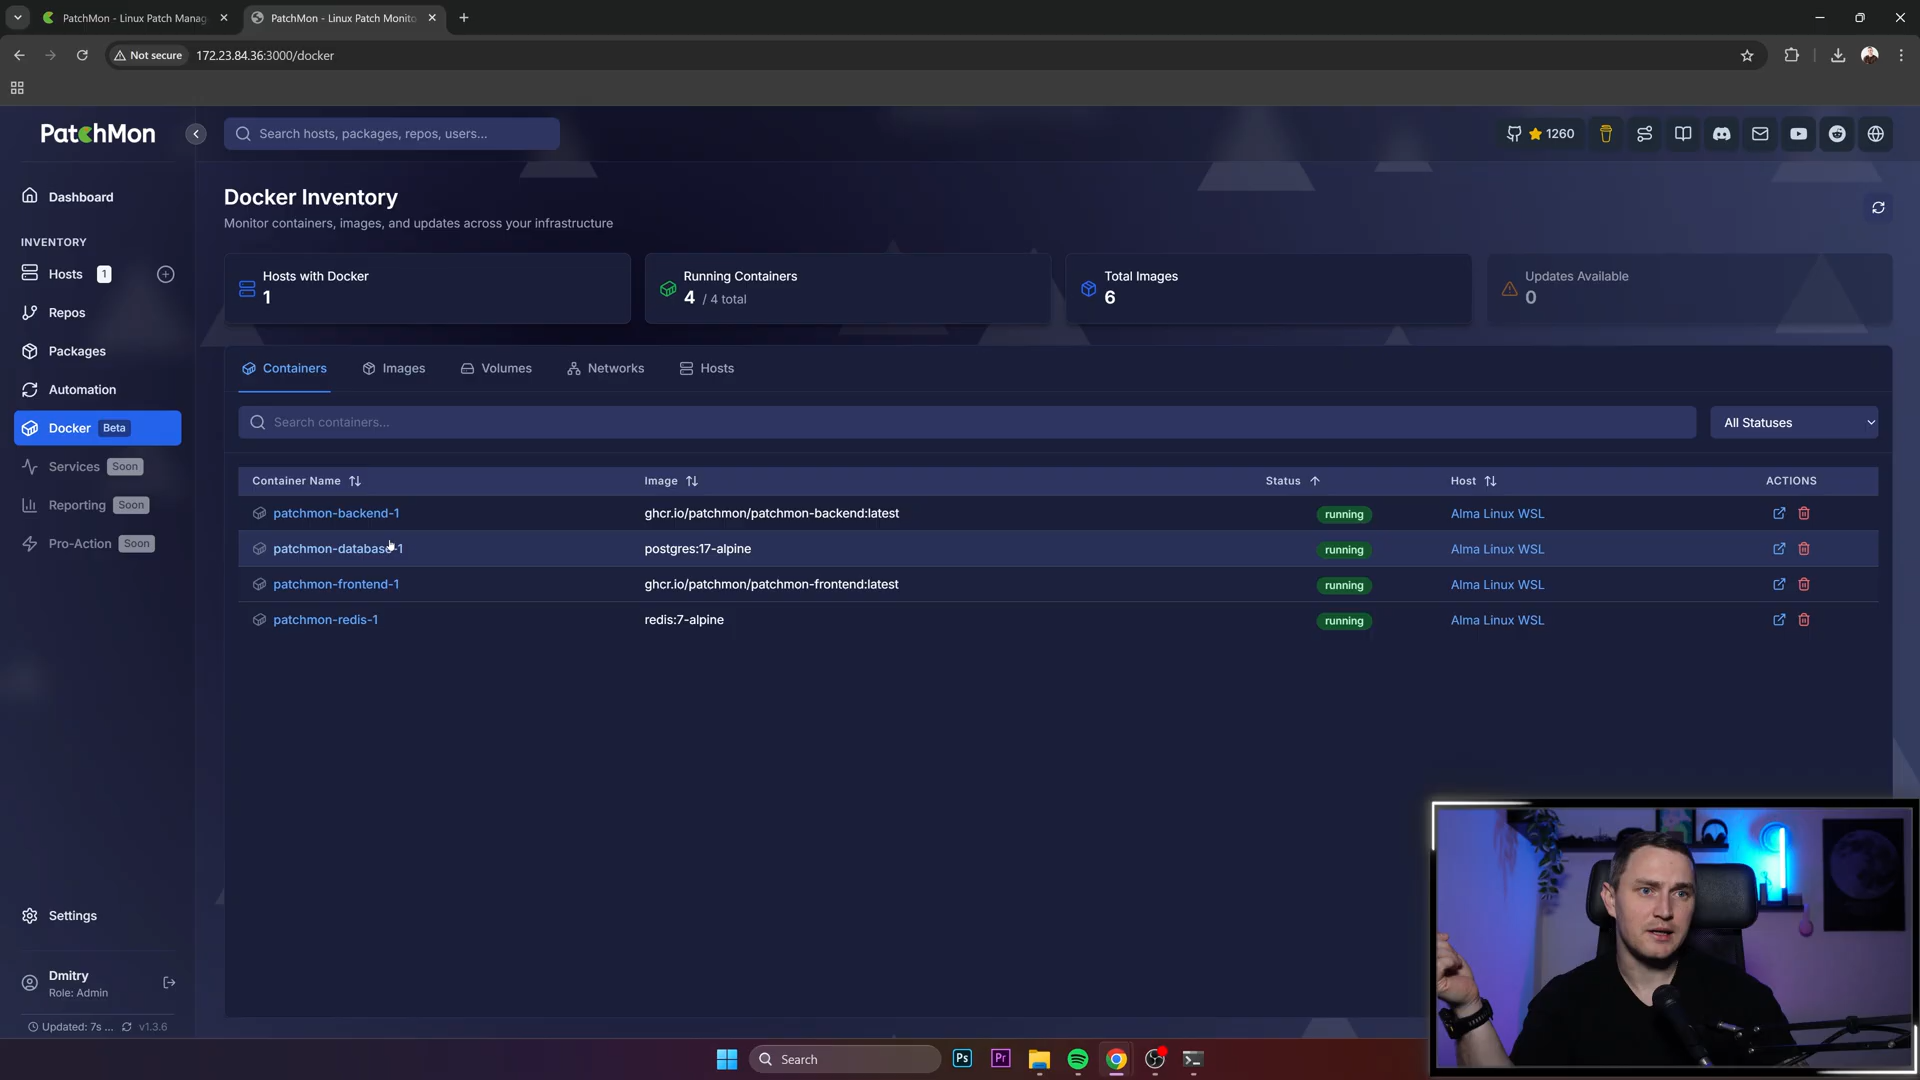 PatchMon - Linux Patch Manag
PatchMon - Linux Patch Monito
Not secure
172.23.84.36:3000/docker
PatchMon
Search hosts, packages, repos, users...
1260
Dashboard
INVENTORY
Hosts 1
Repos
Packages
Automation
Docker Beta
Services Soon
Reporting Soon
Pro-Action Soon
Settings
Dmitry
Role: Admin
Updated: 7s ... v1.3.6
Docker Inventory
Monitor containers, images, and updates across your infrastructure
Hosts with Docker
1
Running Containers
4 / 4 total
Total Images
6
Updates Available
0
Containers Images Volumes Networks Hosts
Search containers...
All Statuses
Container Name Image Status Host ACTIONS
patchmon-backend-1 ghcr.io/patchmon/patchmon-backend:latest running Alma Linux WSL
patchmon-database-1 postgres:17-alpine running Alma Linux WSL
patchmon-frontend-1 ghcr.io/patchmon/patchmon-frontend:latest running Alma Linux WSL
patchmon-redis-1 redis:7-alpine running Alma Linux WSL
Search
Ps
Pr